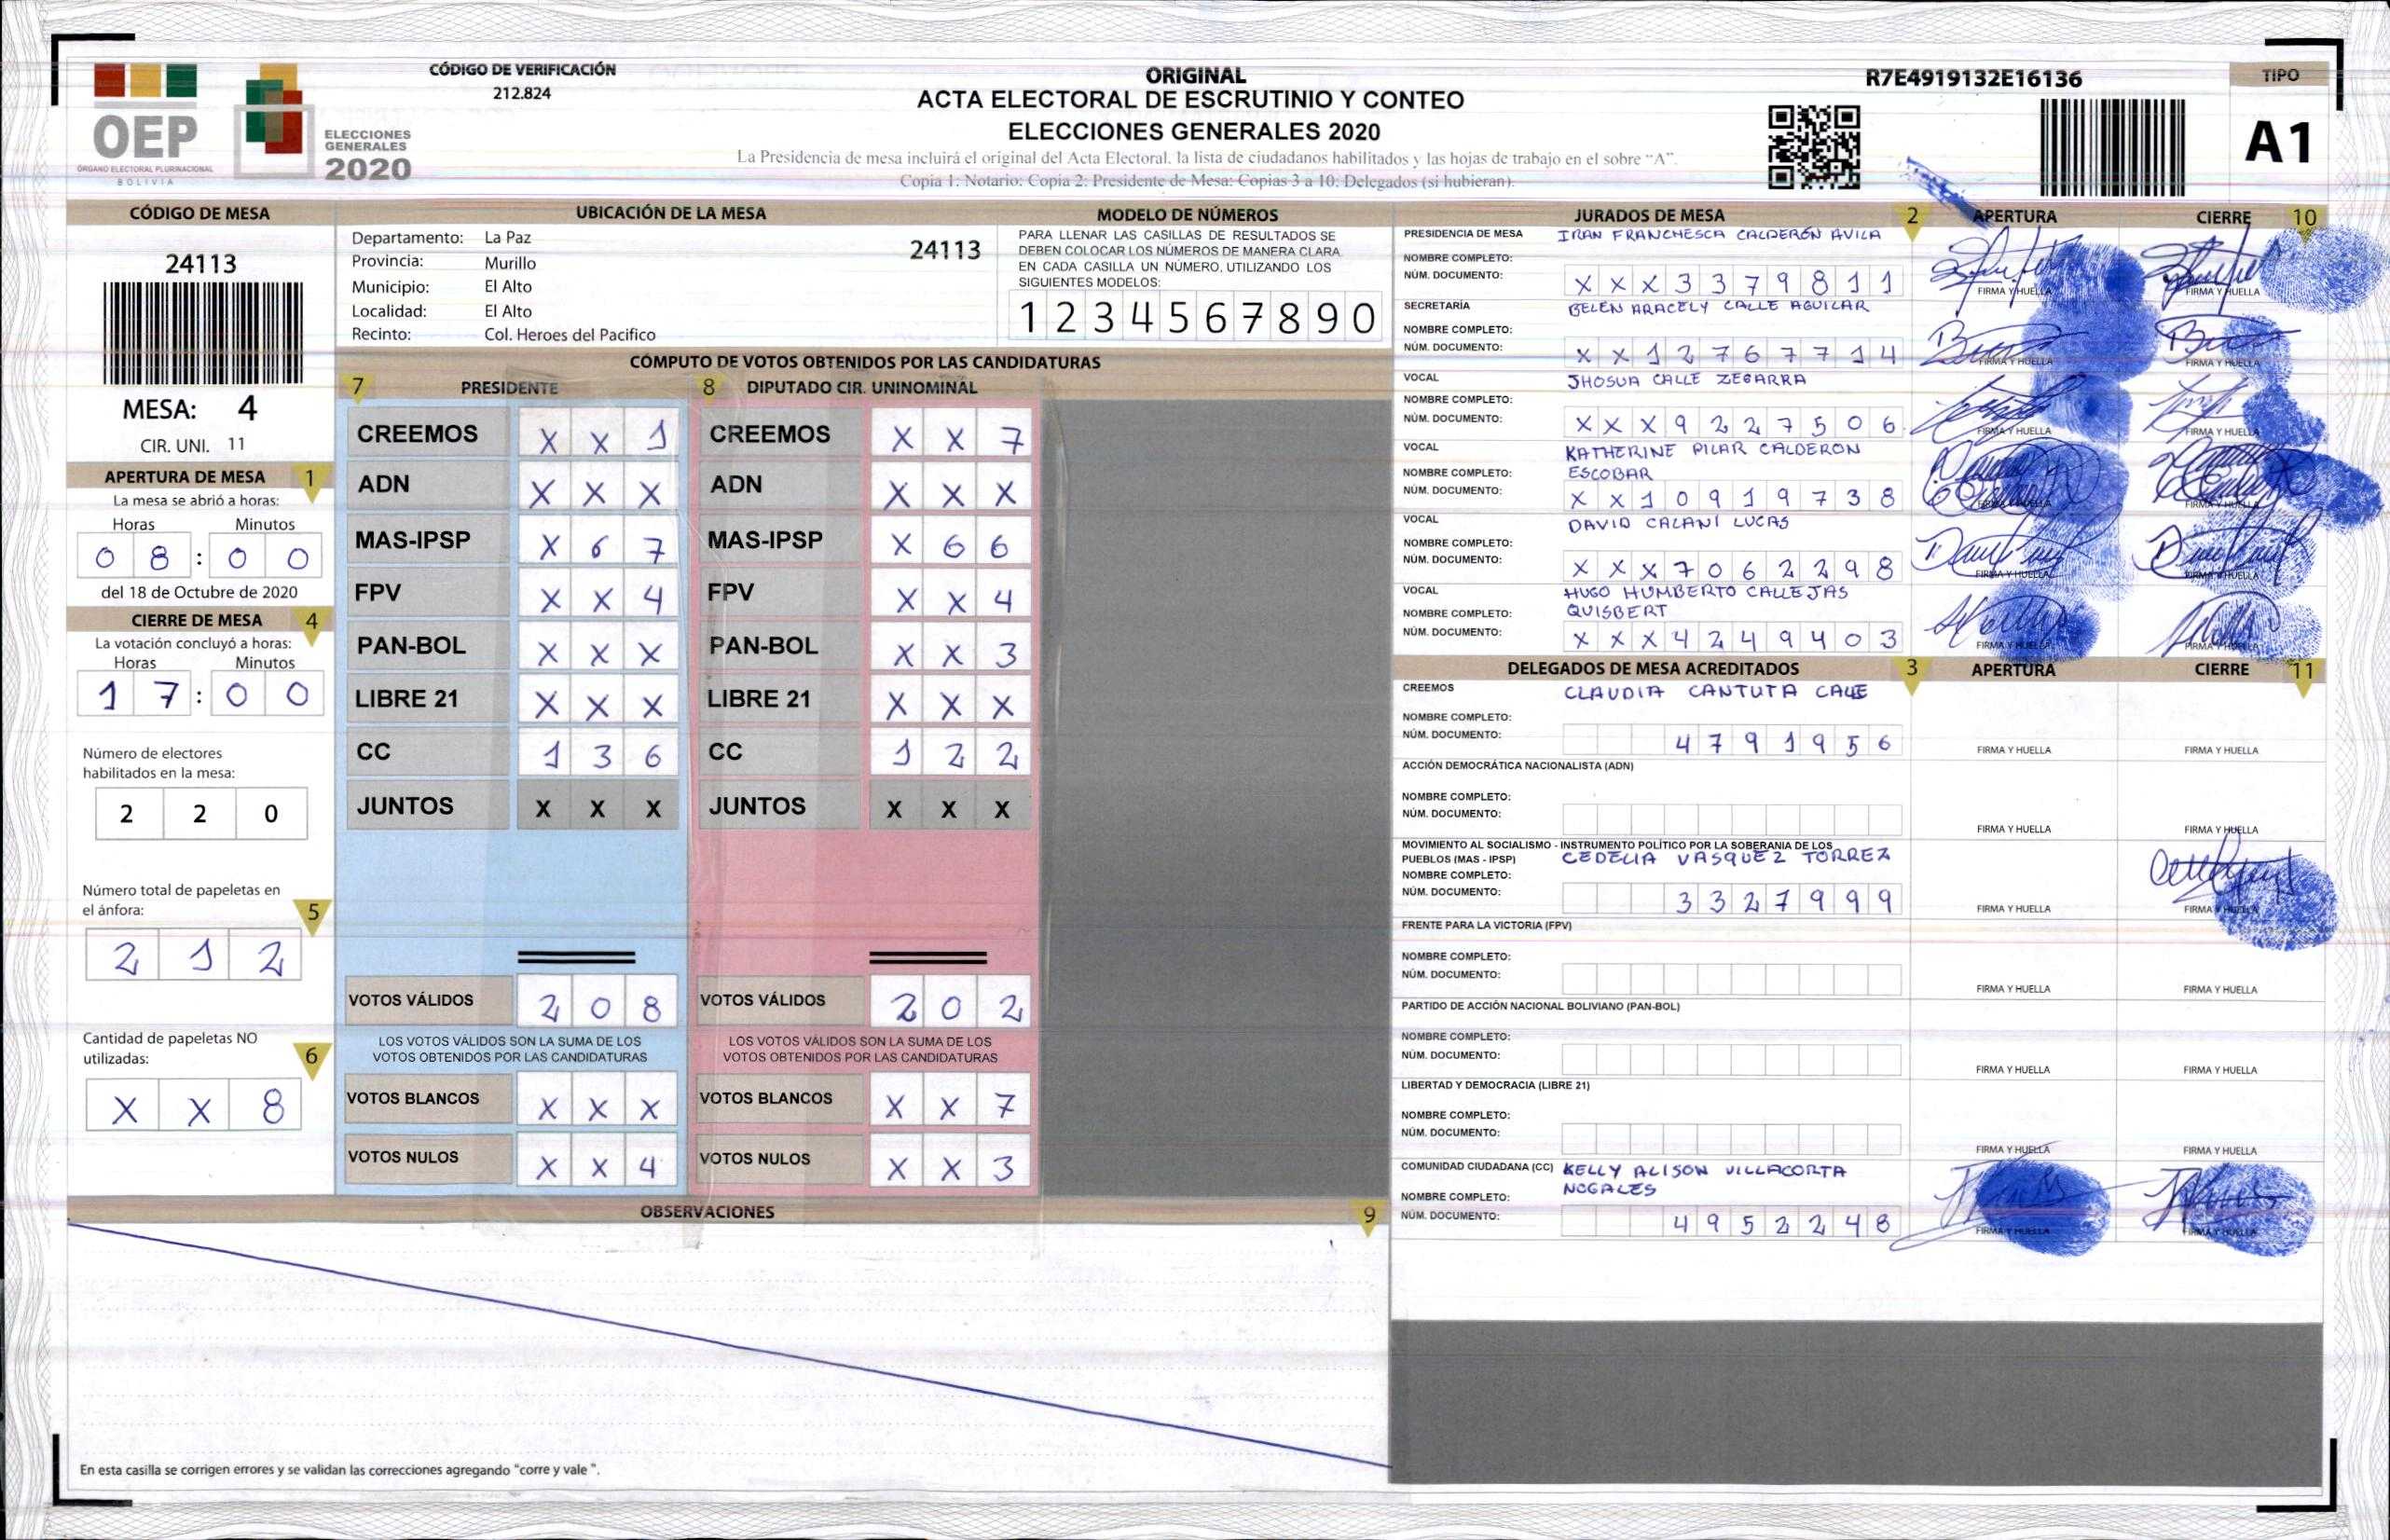 OEP
ÓRGANO ELECTORAL PLURINACIONAL
BOLIVIA
ELECCIONES
GENERALES
2020
CÓDIGO DE VERIFICACIÓN
212.824
ORIGINAL
ACTA ELECTORAL DE ESCRUTINIO Y CONTEO
ELECCIONES GENERALES 2020
La Presidencia de mesa incluirá el original del Acta Electoral, la lista de ciudadanos habilitados y las hojas de trabajo en el sobre "A".
Copia 1: Notario; Copia 2: Presidente de Mesa; Copias 3 a 10: Delegados (si hubieran).
R7E4919132E16136
TIPO
A1
CÓDIGO DE MESA
24113
MESA: 4
CIR. UNI. 11
APERTURA DE MESA 1
La mesa se abrió a horas:
Horas Minutos
0 8 : 0 0
del 18 de Octubre de 2020
CIERRE DE MESA 4
La votación concluyó a horas:
Horas Minutos
1 7 : 0 0
Número de electores
habilitados en la mesa:
2 2 0
Número total de papeletas en
el ánfora: 5
2 1 2
Cantidad de papeletas NO
utilizadas: 6
X X 8
UBICACIÓN DE LA MESA
Departamento: La Paz
Provincia: Murillo
Municipio: El Alto
Localidad: El Alto
Recinto: Col. Heroes del Pacifico
24113
MODELO DE NÚMEROS
PARA LLENAR LAS CASILLAS DE RESULTADOS SE
DEBEN COLOCAR LOS NÚMEROS DE MANERA CLARA
EN CADA CASILLA UN NÚMERO, UTILIZANDO LOS
SIGUIENTES MODELOS:
1 2 3 4 5 6 7 8 9 0
CÓMPUTO DE VOTOS OBTENIDOS POR LAS CANDIDATURAS
7 PRESIDENTE
CREEMOS X X 1
ADN X X X
MAS-IPSP X 6 7
FPV X X 4
PAN-BOL X X X
LIBRE 21 X X X
CC 1 3 6
JUNTOS X X X
VOTOS VÁLIDOS 2 0 8
LOS VOTOS VÁLIDOS SON LA SUMA DE LOS
VOTOS OBTENIDOS POR LAS CANDIDATURAS
VOTOS BLANCOS X X X
VOTOS NULOS X X 4
8 DIPUTADO CIR. UNINOMINAL
CREEMOS X X 7
ADN X X X
MAS-IPSP X 6 6
FPV X X 4
PAN-BOL X X 3
LIBRE 21 X X X
CC 1 2 2
JUNTOS X X X
VOTOS VÁLIDOS 2 0 2
LOS VOTOS VÁLIDOS SON LA SUMA DE LOS
VOTOS OBTENIDOS POR LAS CANDIDATURAS
VOTOS BLANCOS X X 7
VOTOS NULOS X X 3
OBSERVACIONES 9
En esta casilla se corrigen errores y se validan las correcciones agregando "corre y vale ".
JURADOS DE MESA 2 APERTURA CIERRE 10
PRESIDENCIA DE MESA IRAN FRANCHESCA CALDERÓN AVILA
NOMBRE COMPLETO:
NÚM. DOCUMENTO: X X X 3 3 7 9 8 1 1 FIRMA Y HUELLA FIRMA Y HUELLA
SECRETARÍA BELEN ARACELY CALLE AGUILAR
NOMBRE COMPLETO:
NÚM. DOCUMENTO: X X 1 2 7 6 7 7 1 4 FIRMA Y HUELLA FIRMA Y HUELLA
VOCAL JHOSUA CALLE ZEGARRA
NOMBRE COMPLETO:
NÚM. DOCUMENTO: X X X 9 2 2 7 5 0 6 FIRMA Y HUELLA FIRMA Y HUELLA
VOCAL KATHERINE PILAR CALDERON
NOMBRE COMPLETO: ESCOBAR
NÚM. DOCUMENTO: X X 1 0 9 1 9 7 3 8 FIRMA Y HUELLA FIRMA Y HUELLA
VOCAL DAVID CALANI LUCAS
NOMBRE COMPLETO:
NÚM. DOCUMENTO: X X X 7 0 6 2 2 9 8 FIRMA Y HUELLA FIRMA Y HUELLA
VOCAL HUGO HUMBERTO CALLEJAS
NOMBRE COMPLETO: QUISBERT
NÚM. DOCUMENTO: X X X 4 2 4 9 4 0 3 FIRMA Y HUELLA FIRMA Y HUELLA
DELEGADOS DE MESA ACREDITADOS 3 APERTURA CIERRE 11
CREEMOS CLAUDIA CANTUTA CALLE
NOMBRE COMPLETO:
NÚM. DOCUMENTO: 4 7 9 1 9 5 6 FIRMA Y HUELLA FIRMA Y HUELLA
ACCIÓN DEMOCRÁTICA NACIONALISTA (ADN)
NOMBRE COMPLETO:
NÚM. DOCUMENTO: FIRMA Y HUELLA FIRMA Y HUELLA
MOVIMIENTO AL SOCIALISMO - INSTRUMENTO POLÍTICO POR LA SOBERANIA DE LOS
PUEBLOS (MAS - IPSP) CEDELIA VASQUEZ TORREZ
NOMBRE COMPLETO:
NÚM. DOCUMENTO: 3 3 2 7 9 9 9 FIRMA Y HUELLA FIRMA Y HUELLA
FRENTE PARA LA VICTORIA (FPV)
NOMBRE COMPLETO:
NÚM. DOCUMENTO: FIRMA Y HUELLA FIRMA Y HUELLA
PARTIDO DE ACCIÓN NACIONAL BOLIVIANO (PAN-BOL)
NOMBRE COMPLETO:
NÚM. DOCUMENTO: FIRMA Y HUELLA FIRMA Y HUELLA
LIBERTAD Y DEMOCRACIA (LIBRE 21)
NOMBRE COMPLETO:
NÚM. DOCUMENTO: FIRMA Y HUELLA FIRMA Y HUELLA
COMUNIDAD CIUDADANA (CC) KELLY ALISON VILLACORTA
NOMBRE COMPLETO: NOGALES
NÚM. DOCUMENTO: 4 9 5 2 2 4 8 FIRMA Y HUELLA FIRMA Y HUELLA